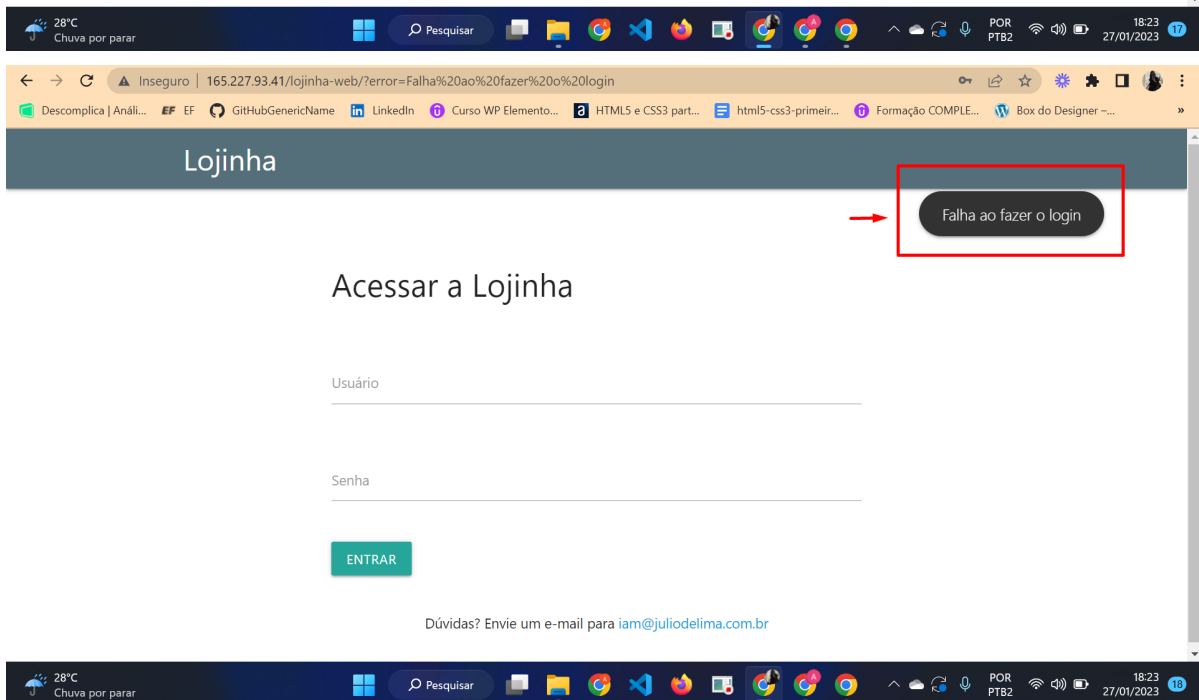 28°C
Chuva por parar
Pesquisar
POR
PTB2
18:23
27/01/2023
17
Inseguro | 165.227.93.41/lojinha-web/?error=Falha%20ao%20fazer%20o%20login
Descomplica | Análi...
EF EF
GitHubGenericName
in LinkedIn
Curso WP Elemento...
a HTML5 e CSS3 part...
html5-css3-primeir...
Formação COMPLE...
Box do Designer –...
»
Lojinha
Falha ao fazer o login
Acessar a Lojinha
Usuário
Senha
ENTRAR
Dúvidas? Envie um e-mail para iam@juliodelima.com.br
28°C
Chuva por parar
Pesquisar
POR
PTB2
18:23
27/01/2023
18